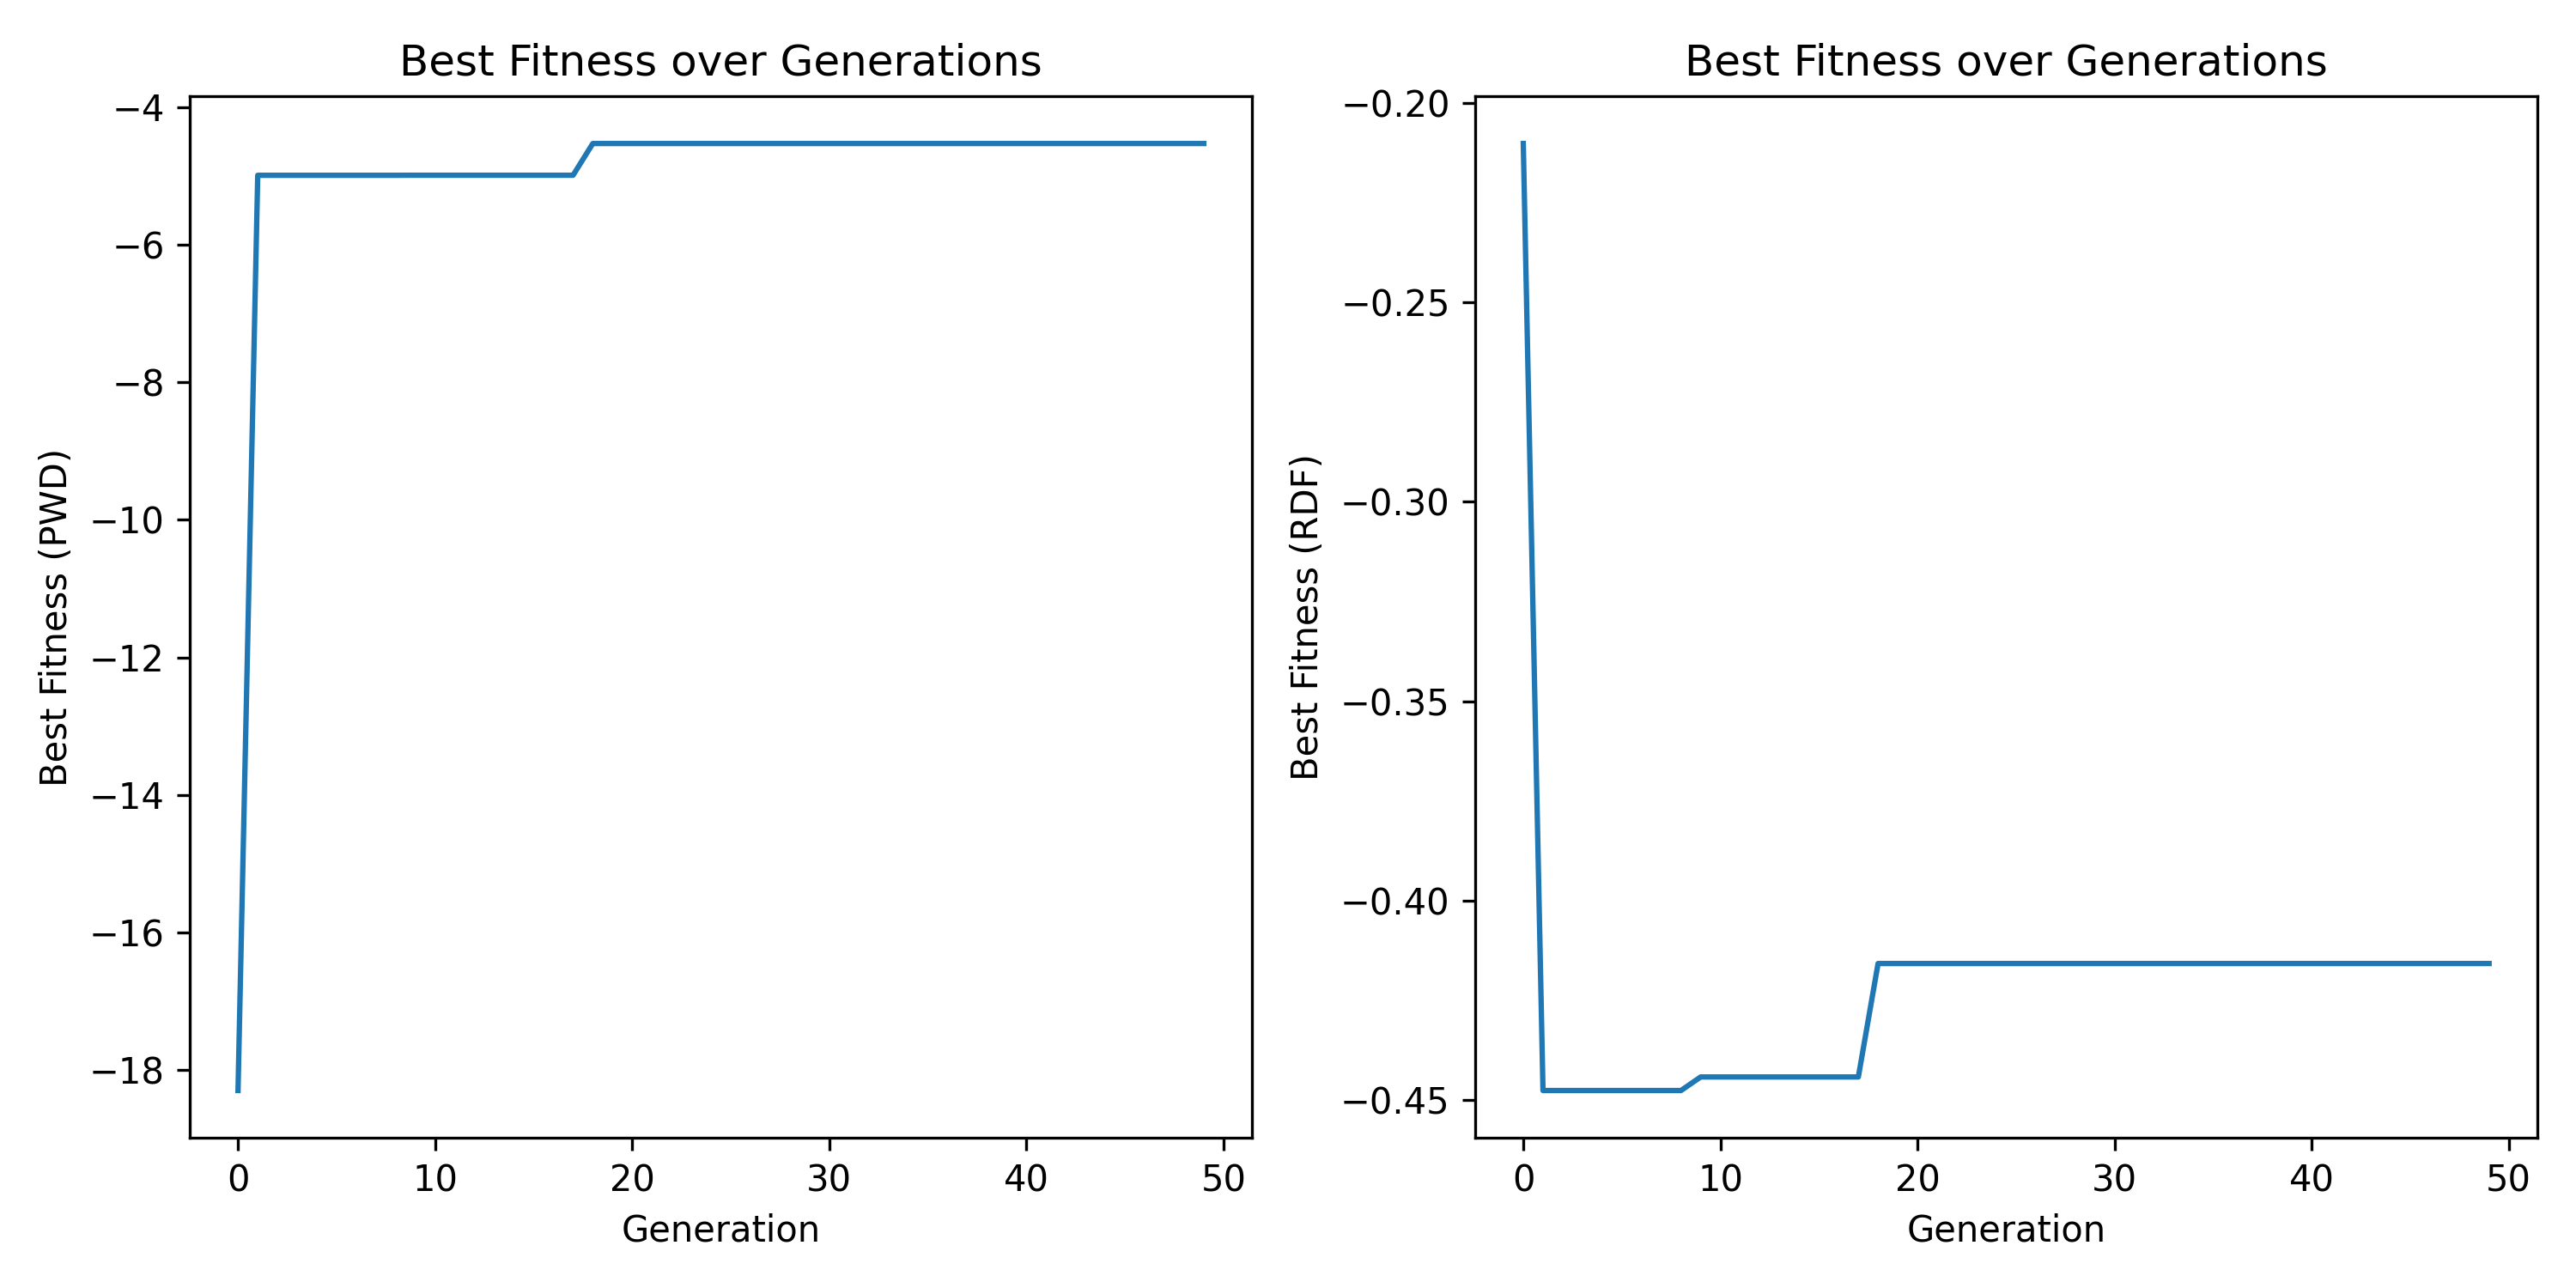 Best Fitness over Generations
Best Fitness (PWD)
−4
−6
−8
−10
−12
−14
−16
−18
0 10 20 30 40 50
Generation
Best Fitness over Generations
Best Fitness (RDF)
−0.20
−0.25
−0.30
−0.35
−0.40
−0.45
0 10 20 30 40 50
Generation